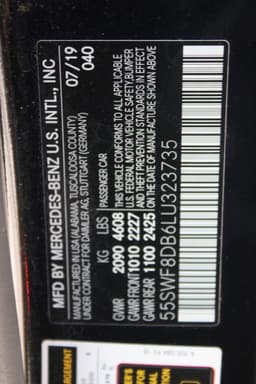 MFD BY MERCEDES-BENZ U.S. INTL., INC
07/19
MANUFACTURED IN USA (ALABAMA, TUSCALOOSA COUNTY)
040
UNDER CONTRACT FOR DAIMLER AG, STUTTGART (GERMANY)
KG LBS PASSENGER CAR
GVWR 2090 4608 THIS VEHICLE CONFORMS TO ALL APPLICABLE
GAWR FRONT 1010 2227 U.S. FEDERAL MOTOR VEHICLE SAFETY, BUMPER
GAWR REAR 1100 2425 AND THEFT PREVENTION STANDARDS IN EFFECT
ON THE DATE OF MANUFACTURE SHOWN ABOVE
55SWF8DB6LU323735